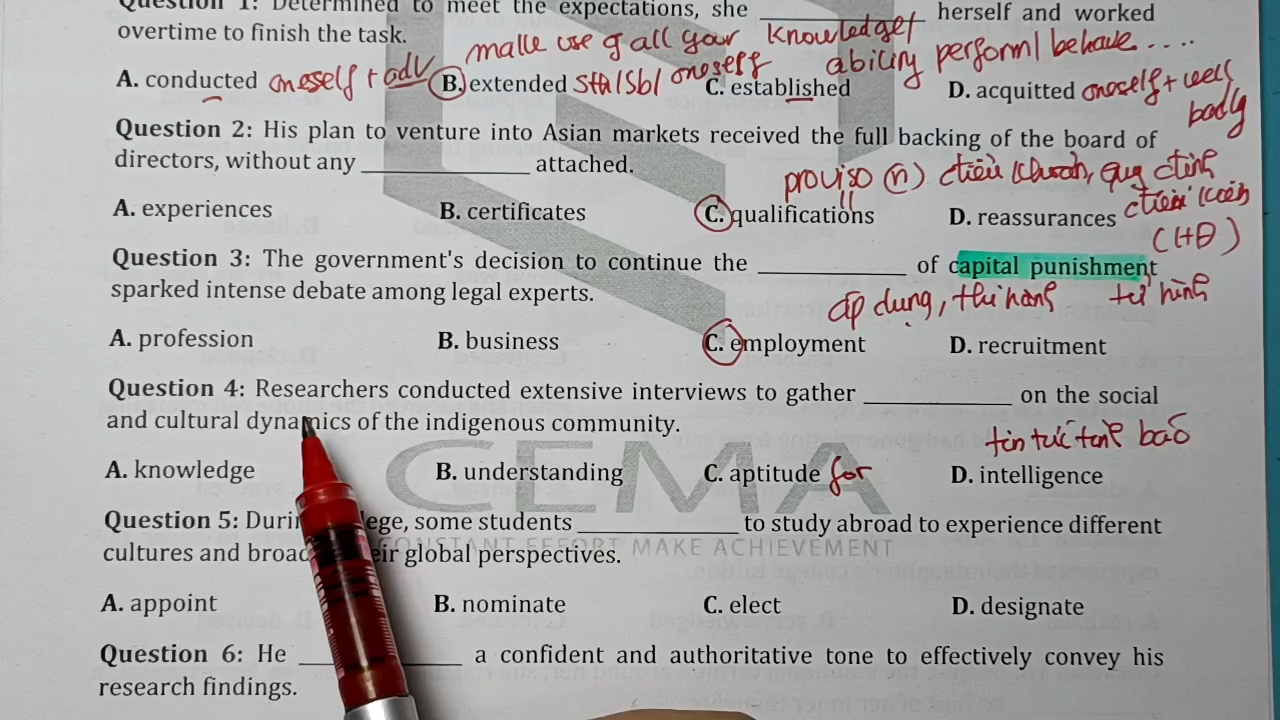 Question 1: Determined to meet the expectations, she ____________ herself and worked
overtime to finish the task.
make use of all your knowledge/
ability perform/ behave....
A. conducted oneself + adv B. extended sth/sb/ oneself C. established D. acquitted oneself + well
badly
Question 2: His plan to venture into Asian markets received the full backing of the board of
directors, without any ____________ attached.
proviso (n) điều khoản, quy định
điều kiện
(HĐ)
A. experiences B. certificates C. qualifications D. reassurances
Question 3: The government's decision to continue the ____________ of capital punishment
sparked intense debate among legal experts.
áp dụng, thi hành tử hình
A. profession B. business C. employment D. recruitment
Question 4: Researchers conducted extensive interviews to gather ____________ on the social
and cultural dynamics of the indigenous community.
tin tức tình báo
A. knowledge B. understanding C. aptitude for D. intelligence
CEMA
Question 5: ege, some students ____________ to study abroad to experience different
cultures and global perspectives.
CONSTANT EFFORT MAKE ACHIEVEMENT
A. appoint B. nominate C. elect D. designate
Question 6: He ____________ a confident and authoritative tone to effectively convey his
research findings.